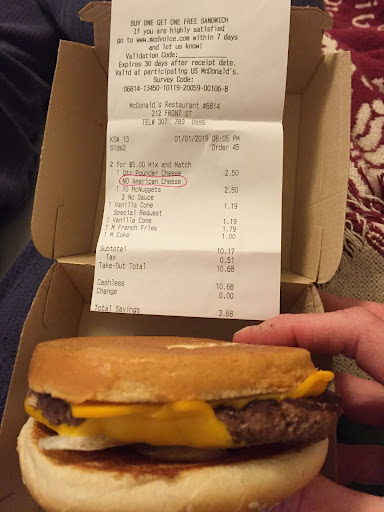 BUY ONE GET ONE FREE SANDWICH
If you are highly satisfied
go to www.mcdvoice.com within 7 days
and let us know!
Validation Code:
Expires 30 days after receipt date.
Valid at participating US McDonald's.
Survey Code:
06814-13450-10119-20059-00106-8
McDonald's Restaurant #6814
212 FRONT ST
TEL# 307 789 0595
KS# 13 01/01/2019 08:05 PM
Side2 Order 45
2 for $5.00 Mix and Match
1 Qtr Pounder Cheese 2.50
NO American Cheese
1 10 McNuggets 2.50
2 No Sauce
1 Vanilla Cone 1.19
Special Request
1 Vanilla Cone 1.19
1 M French Fries 1.79
1 M Coke 1.00
Subtotal 10.17
Tax 0.51
Take-Out Total 10.68
Cashless 10.68
Change 0.00
Total Savings 3.68